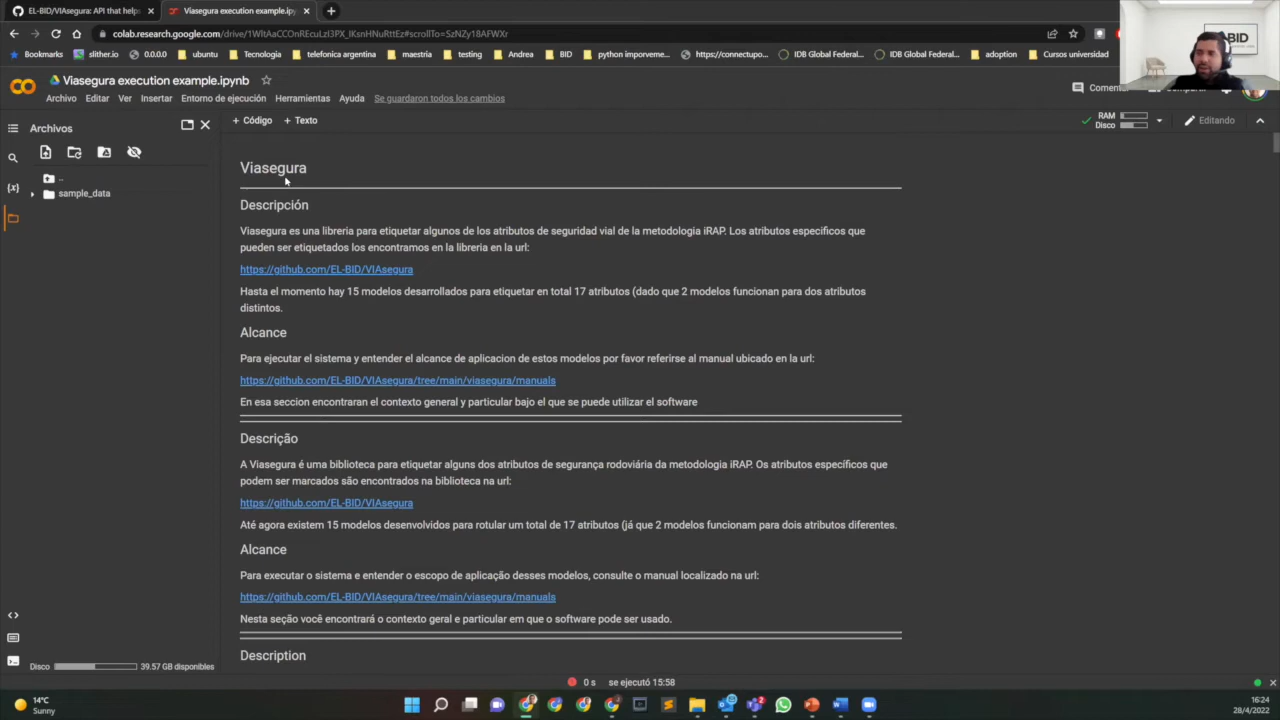 EL-BID/VIAsegura: API that help
Viasegura execution example.ipy
colab.research.google.com
Bookmarks slither.io 0.0.0.0 ubuntu Tecnologia telefonica argentina maestria testing Andrea BID python imporveme... https://connectupo... IDB Global Federal... IDB Global Federal... adoption Cursos universidad
BID
Viasegura execution example.ipynb
Archivo Editar Ver Insertar Entorno de ejecución Herramientas Ayuda Se guardaron todos los cambios
Archivos
+ Código + Texto
RAM
Disco
Editando
..
sample_data
Viasegura
Descripción
Viasegura es una libreria para etiquetar algunos de los atributos de seguridad vial de la metodologia iRAP. Los atributos especificos que
pueden ser etiquetados los encontramos en la libreria en la url:
https://github.com/EL-BID/VIAsegura
Hasta el momento hay 15 modelos desarrollados para etiquetar en total 17 atributos (dado que 2 modelos funcionan para dos atributos
distintos.
Alcance
Para ejecutar el sistema y entender el alcance de aplicacion de estos modelos por favor referirse al manual ubicado en la url:
https://github.com/EL-BID/VIAsegura/tree/main/viasegura/manuals
En esa seccion encontraran el contexto general y particular bajo el que se puede utilizar el software
Descrição
A Viasegura é uma biblioteca para etiquetar alguns dos atributos de segurança rodoviária da metodologia iRAP. Os atributos específicos que
podem ser marcados são encontrados na biblioteca na url:
https://github.com/EL-BID/VIAsegura
Até agora existem 15 modelos desenvolvidos para rotular um total de 17 atributos (já que 2 modelos funcionam para dois atributos diferentes.
Alcance
Para executar o sistema e entender o escopo de aplicação desses modelos, consulte o manual localizado na url:
https://github.com/EL-BID/VIAsegura/tree/main/viasegura/manuals
Nesta seção você encontrará o contexto geral e particular em que o software pode ser usado.
Description
Disco 39.57 GB disponibles
0 s se ejecutó 15:58
14°C
Sunny
16:24
28/4/2022